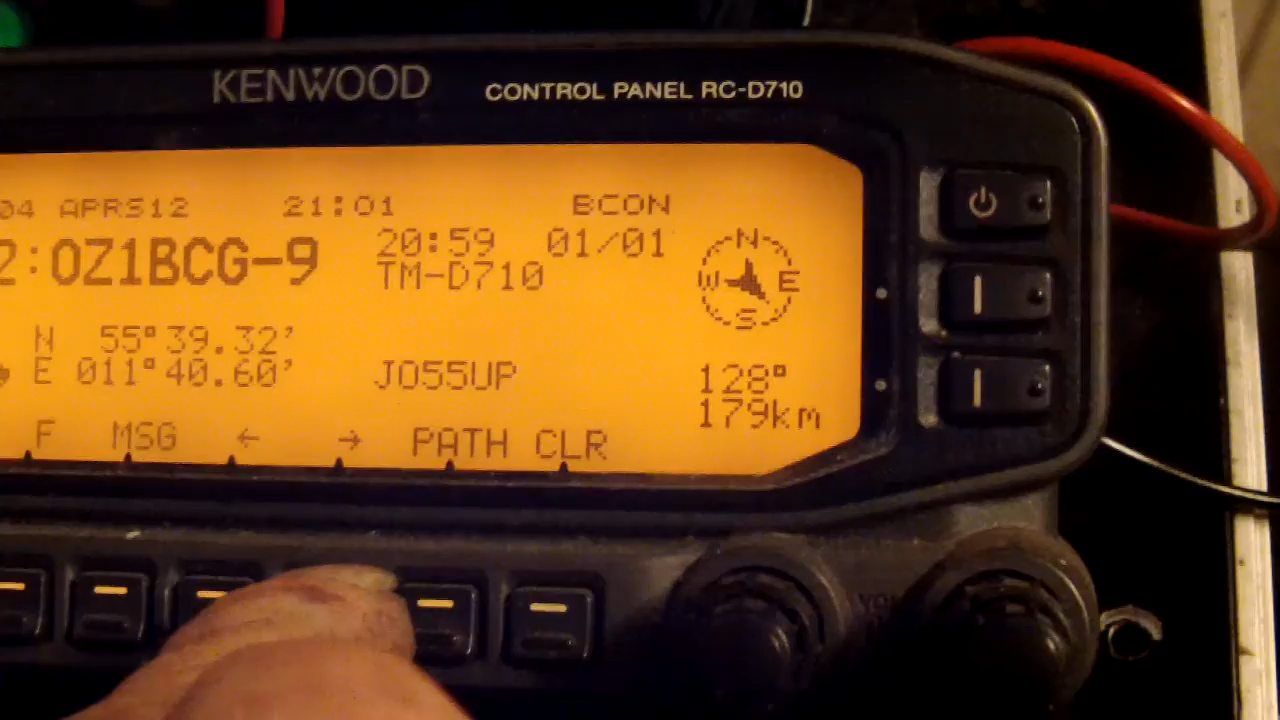 KENWOOD CONTROL PANEL RC-D710
04 APRS12 21:01 BCON
2:OZ1BCG-9 20:59 01/01
TM-D710
N
W E
S
N 55°39.32'
E 011°40.60' JO55UP 128°
179km
F MSG ← → PATH CLR